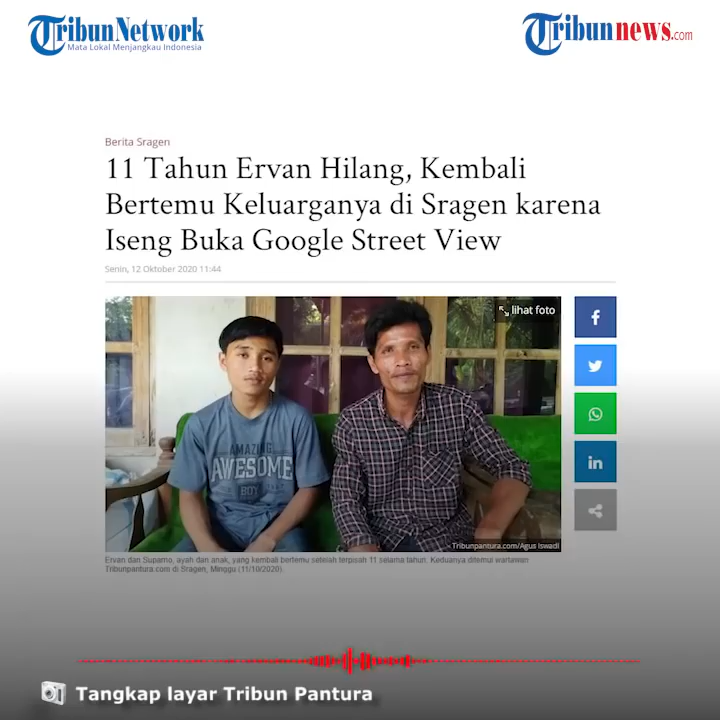 TribunNetwork
Mata Lokal Menjangkau Indonesia
Tribunnews.com
Berita Sragen
11 Tahun Ervan Hilang, Kembali
Bertemu Keluarganya di Sragen karena
Iseng Buka Google Street View
Senin, 12 Oktober 2020 11:44
lihat foto
AMAZING
AWESOME
BOY
Tribunpantura.com/Agus Iswadi
Ervan dan Suparno, ayah dan anak, yang kembali bertemu setelah terpisah 11 selama tahun. Keduanya ditemui wartawan
Tribunpantura.com di Sragen, Minggu (11/10/2020).
Tangkap layar Tribun Pantura